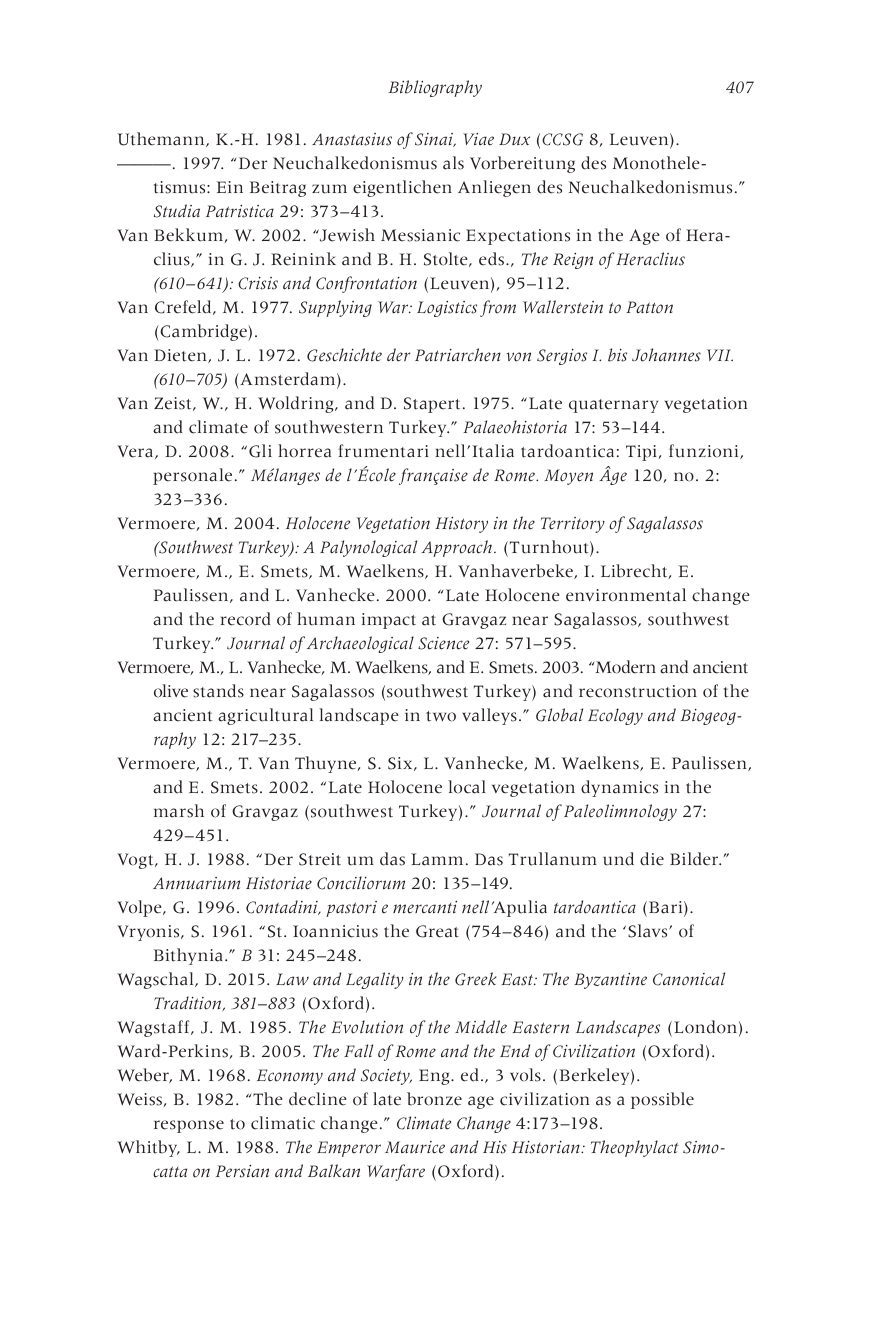 Bibliography 407
Uthemann, K.-H. 1981. Anastasius of Sinai, Viae Dux (CCSG 8, Leuven).
———. 1997. “Der Neuchalkedonismus als Vorbereitung des Monothele-
tismus: Ein Beitrag zum eigentlichen Anliegen des Neuchalkedonismus.”
Studia Patristica 29: 373–413.
Van Bekkum, W. 2002. “Jewish Messianic Expectations in the Age of Hera-
clius,” in G. J. Reinink and B. H. Stolte, eds., The Reign of Heraclius
(610–641): Crisis and Confrontation (Leuven), 95–112.
Van Crefeld, M. 1977. Supplying War: Logistics from Wallerstein to Patton
(Cambridge).
Van Dieten, J. L. 1972. Geschichte der Patriarchen von Sergios I. bis Johannes VII.
(610–705) (Amsterdam).
Van Zeist, W., H. Woldring, and D. Stapert. 1975. “Late quaternary vegetation
and climate of southwestern Turkey.” Palaeohistoria 17: 53–144.
Vera, D. 2008. “Gli horrea frumentari nell’Italia tardoantica: Tipi, funzioni,
personale.” Mélanges de l’École française de Rome. Moyen Âge 120, no. 2:
323–336.
Vermoere, M. 2004. Holocene Vegetation History in the Territory of Sagalassos
(Southwest Turkey): A Palynological Approach. (Turnhout).
Vermoere, M., E. Smets, M. Waelkens, H. Vanhaverbeke, I. Librecht, E.
Paulissen, and L. Vanhecke. 2000. “Late Holocene environmental change
and the record of human impact at Gravgaz near Sagalassos, southwest
Turkey.” Journal of Archaeological Science 27: 571–595.
Vermoere, M., L. Vanhecke, M. Waelkens, and E. Smets. 2003. “Modern and ancient
olive stands near Sagalassos (southwest Turkey) and reconstruction of the
ancient agricultural landscape in two valleys.” Global Ecology and Biogeog-
raphy 12: 217–235.
Vermoere, M., T. Van Thuyne, S. Six, L. Vanhecke, M. Waelkens, E. Paulissen,
and E. Smets. 2002. “Late Holocene local vegetation dynamics in the
marsh of Gravgaz (southwest Turkey).” Journal of Paleolimnology 27:
429–451.
Vogt, H. J. 1988. “Der Streit um das Lamm. Das Trullanum und die Bilder.”
Annuarium Historiae Conciliorum 20: 135–149.
Volpe, G. 1996. Contadini, pastori e mercanti nell’Apulia tardoantica (Bari).
Vryonis, S. 1961. “St. Ioannicius the Great (754–846) and the ‘Slavs’ of
Bithynia.” B 31: 245–248.
Wagschal, D. 2015. Law and Legality in the Greek East: The Byzantine Canonical
Tradition, 381–883 (Oxford).
Wagstaff, J. M. 1985. The Evolution of the Middle Eastern Landscapes (London).
Ward-Perkins, B. 2005. The Fall of Rome and the End of Civilization (Oxford).
Weber, M. 1968. Economy and Society, Eng. ed., 3 vols. (Berkeley).
Weiss, B. 1982. “The decline of late bronze age civilization as a possible
response to climatic change.” Climate Change 4:173–198.
Whitby, L. M. 1988. The Emperor Maurice and His Historian: Theophylact Simo-
catta on Persian and Balkan Warfare (Oxford).